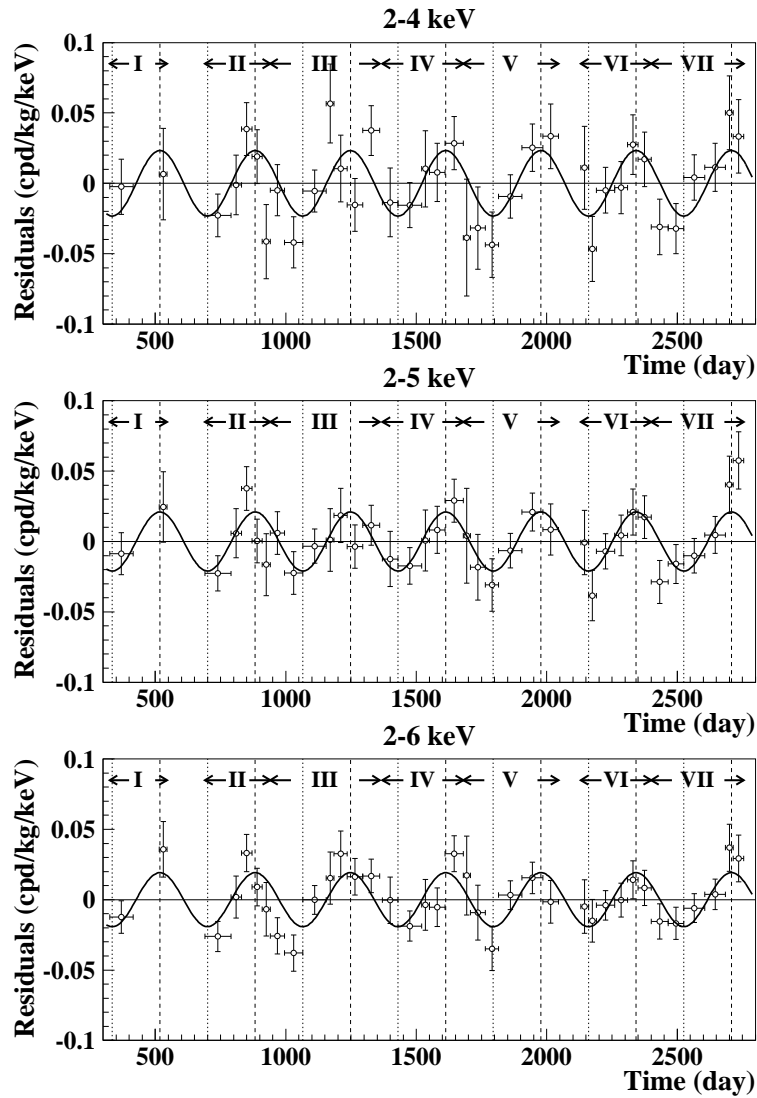 2-4 keV
Residuals (cpd/kg/keV)
0.1
0.05
0
-0.05
-0.1
I II III IV V VI VII
500 1000 1500 2000 2500
Time (day)
2-5 keV
Residuals (cpd/kg/keV)
0.1
0.05
0
-0.05
-0.1
I II III IV V VI VII
500 1000 1500 2000 2500
Time (day)
2-6 keV
Residuals (cpd/kg/keV)
0.1
0.05
0
-0.05
-0.1
I II III IV V VI VII
500 1000 1500 2000 2500
Time (day)